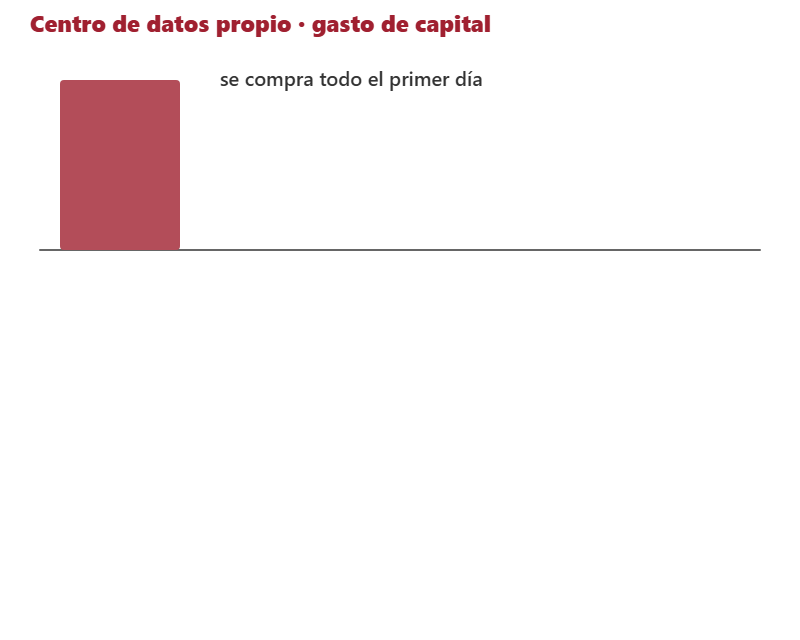 Centro de datos propio · gasto de capital
se compra todo el primer día